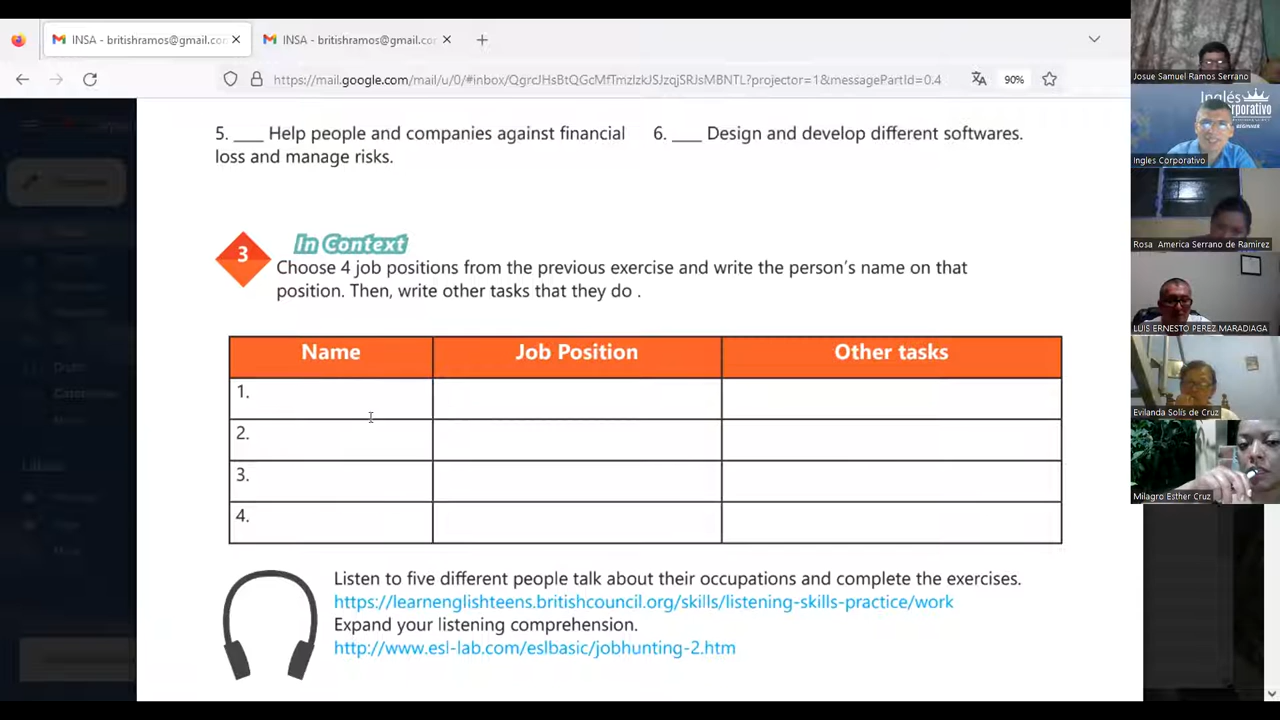 INSA - britishramos@gmail.con
INSA - britishramos@gmail.co
https://mail.google.com/mail/u/0/#inbox/QgrcJHsBtQGcMfTmzIzkJSJzqjSRJsMBNTL?projector=1&messagePartId=0.4
90%
5. ___ Help people and companies against financial loss and manage risks.
6. ___ Design and develop different softwares.
3
In Context
Choose 4 job positions from the previous exercise and write the person's name on that
position. Then, write other tasks that they do .
Name Job Position Other tasks
1.
2.
3.
4.
Listen to five different people talk about their occupations and complete the exercises.
https://learnenglishteens.britishcouncil.org/skills/listening-skills-practice/work
Expand your listening comprehension.
http://www.esl-lab.com/eslbasic/jobhunting-2.htm
Josue Samuel Ramos Serrano
Inglés
Corporativo
Ingles Corporativo
Rosa America Serrano de Ramirez
LUIS ERNESTO PEREZ MARADIAGA
Evilanda Solís de Cruz
Milagro Esther Cruz